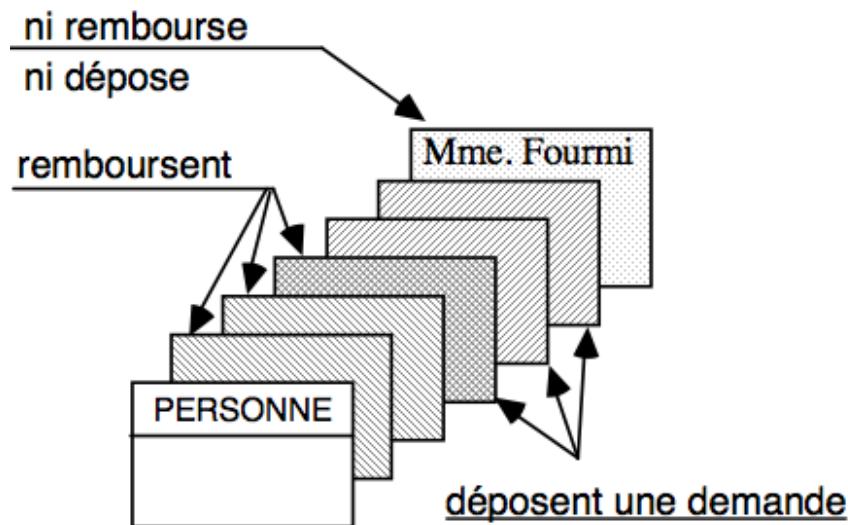 ni rembourse
ni dépose
Mme. Fourmi
remboursent
PERSONNE
déposent une demande